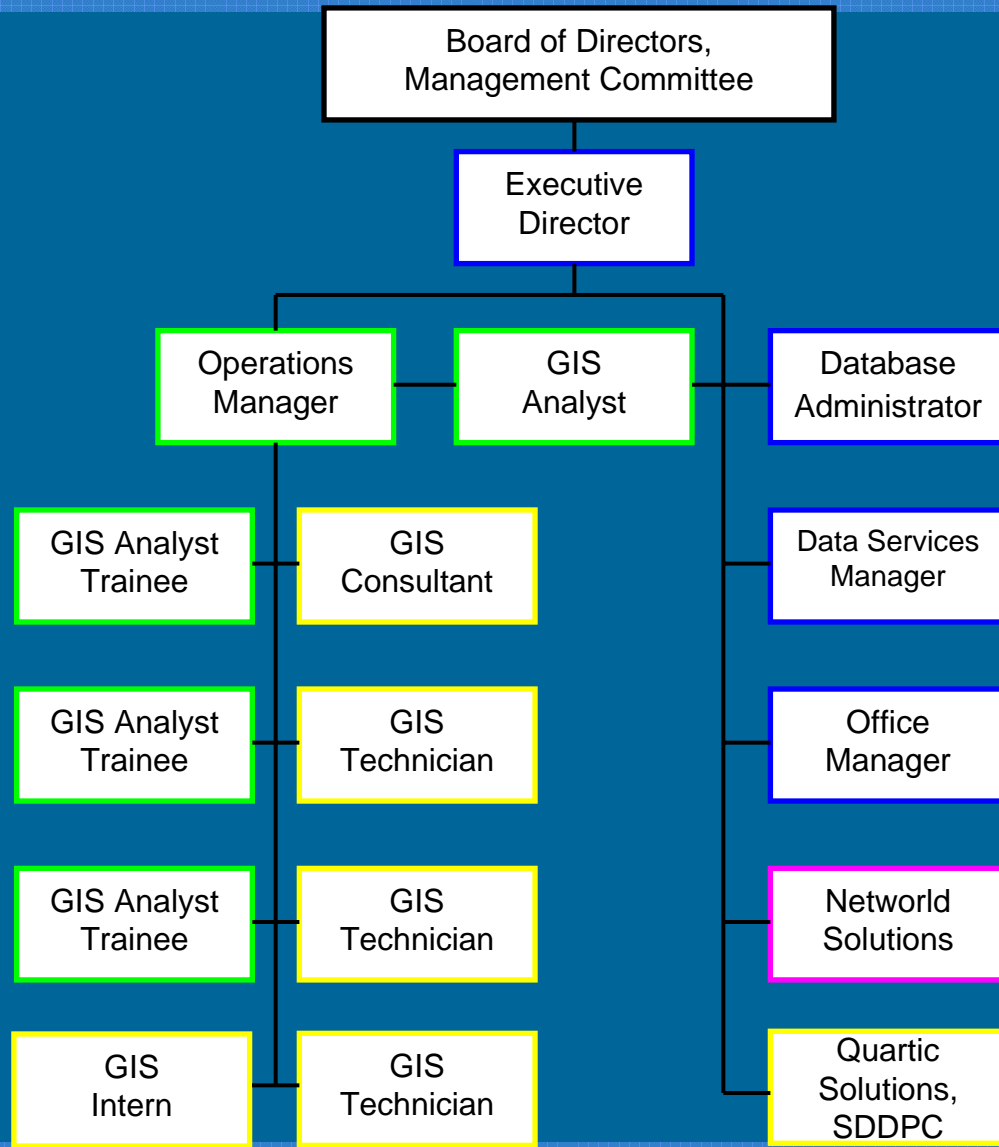 Board of Directors,
Management Committee
Executive
Director
Operations
Manager
GIS
Analyst
Database
Administrator
GIS Analyst
Trainee
GIS
Consultant
Data Services
Manager
GIS Analyst
Trainee
GIS
Technician
Office
Manager
GIS Analyst
Trainee
GIS
Technician
Networld
Solutions
GIS
Intern
GIS
Technician
Quartic
Solutions,
SDDPC